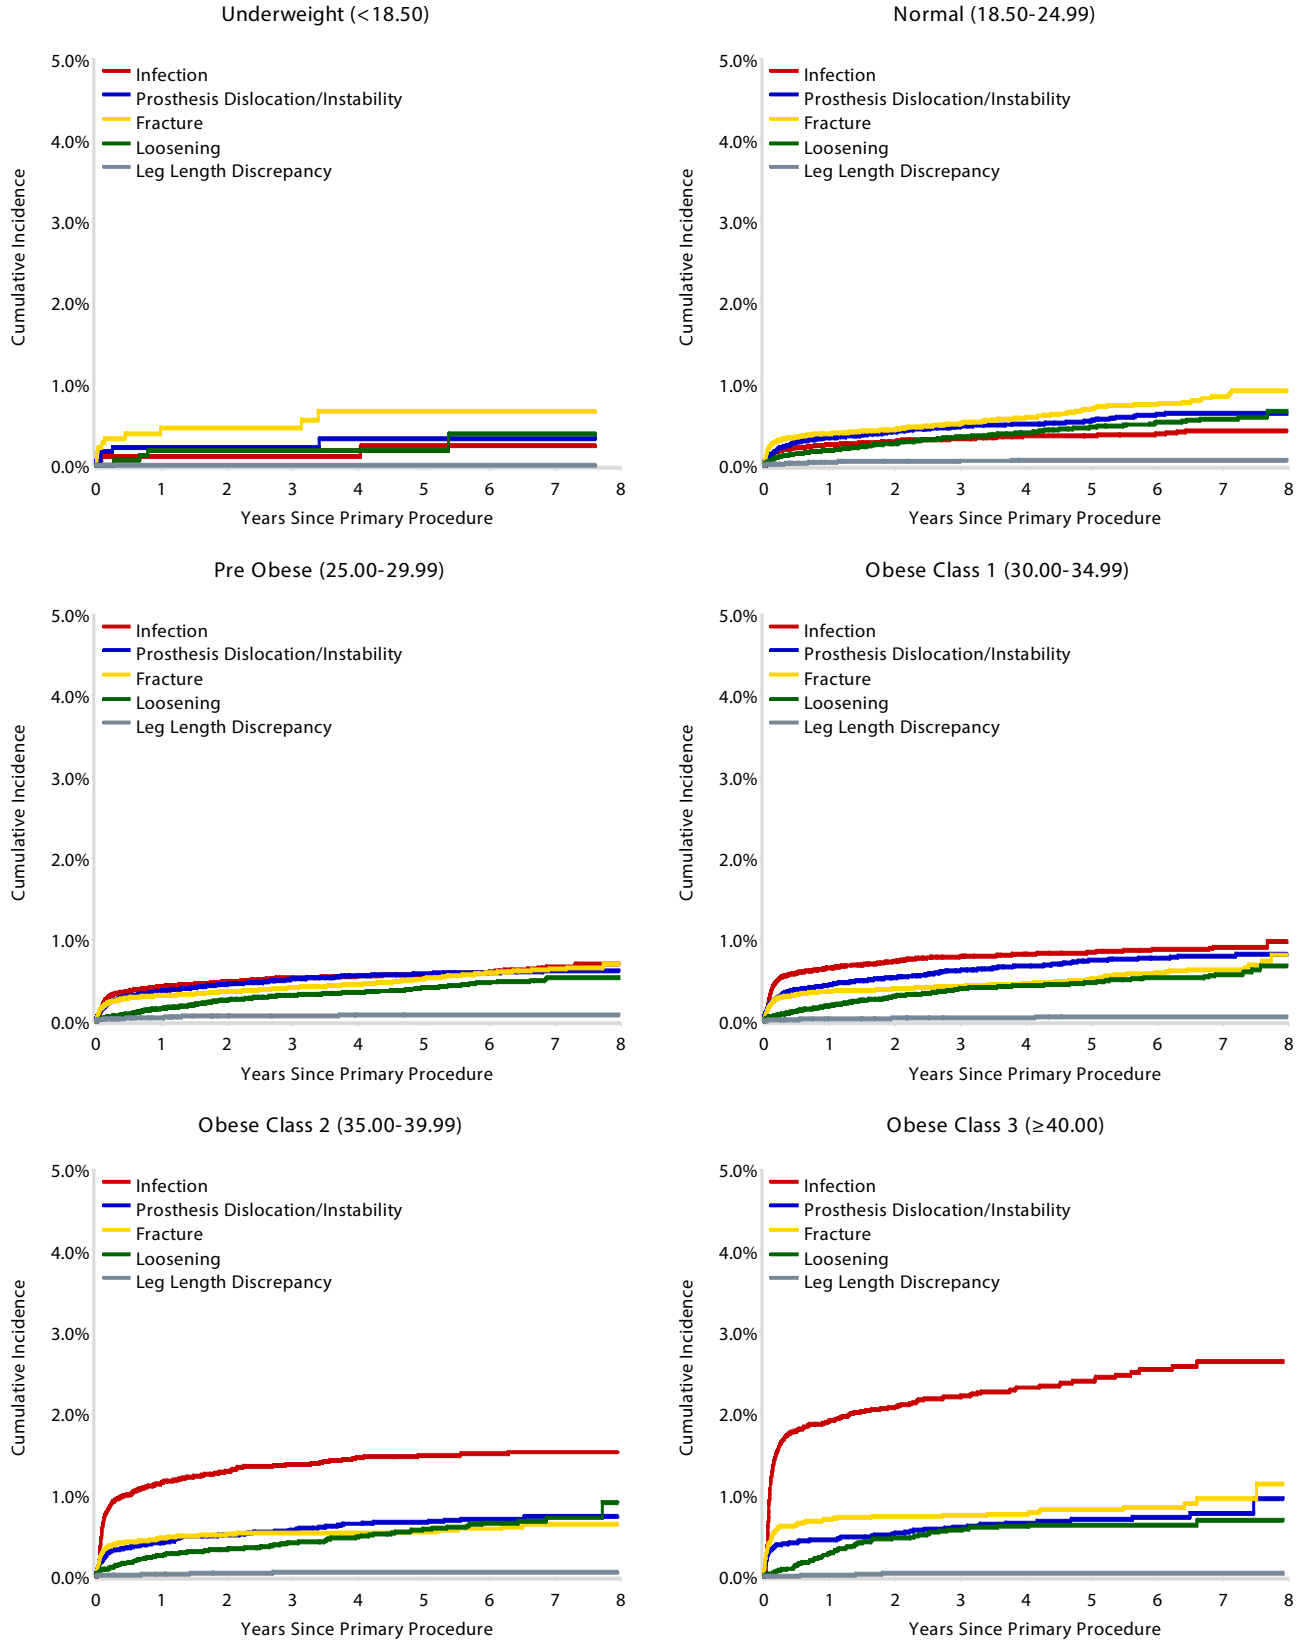 Underweight (<18.50)
5.0%
4.0%
3.0%
2.0%
1.0%
0.0%
Cumulative Incidence
Infection
Prosthesis Dislocation/Instability
Fracture
Loosening
Leg Length Discrepancy
0 1 2 3 4 5 6 7 8
Years Since Primary Procedure
Normal (18.50-24.99)
5.0%
4.0%
3.0%
2.0%
1.0%
0.0%
Cumulative Incidence
Infection
Prosthesis Dislocation/Instability
Fracture
Loosening
Leg Length Discrepancy
0 1 2 3 4 5 6 7 8
Years Since Primary Procedure
Pre Obese (25.00-29.99)
5.0%
4.0%
3.0%
2.0%
1.0%
0.0%
Cumulative Incidence
Infection
Prosthesis Dislocation/Instability
Fracture
Loosening
Leg Length Discrepancy
0 1 2 3 4 5 6 7 8
Years Since Primary Procedure
Obese Class 1 (30.00-34.99)
5.0%
4.0%
3.0%
2.0%
1.0%
0.0%
Cumulative Incidence
Infection
Prosthesis Dislocation/Instability
Fracture
Loosening
Leg Length Discrepancy
0 1 2 3 4 5 6 7 8
Years Since Primary Procedure
Obese Class 2 (35.00-39.99)
5.0%
4.0%
3.0%
2.0%
1.0%
0.0%
Cumulative Incidence
Infection
Prosthesis Dislocation/Instability
Fracture
Loosening
Leg Length Discrepancy
0 1 2 3 4 5 6 7 8
Years Since Primary Procedure
Obese Class 3 (≥40.00)
5.0%
4.0%
3.0%
2.0%
1.0%
0.0%
Cumulative Incidence
Infection
Prosthesis Dislocation/Instability
Fracture
Loosening
Leg Length Discrepancy
0 1 2 3 4 5 6 7 8
Years Since Primary Procedure